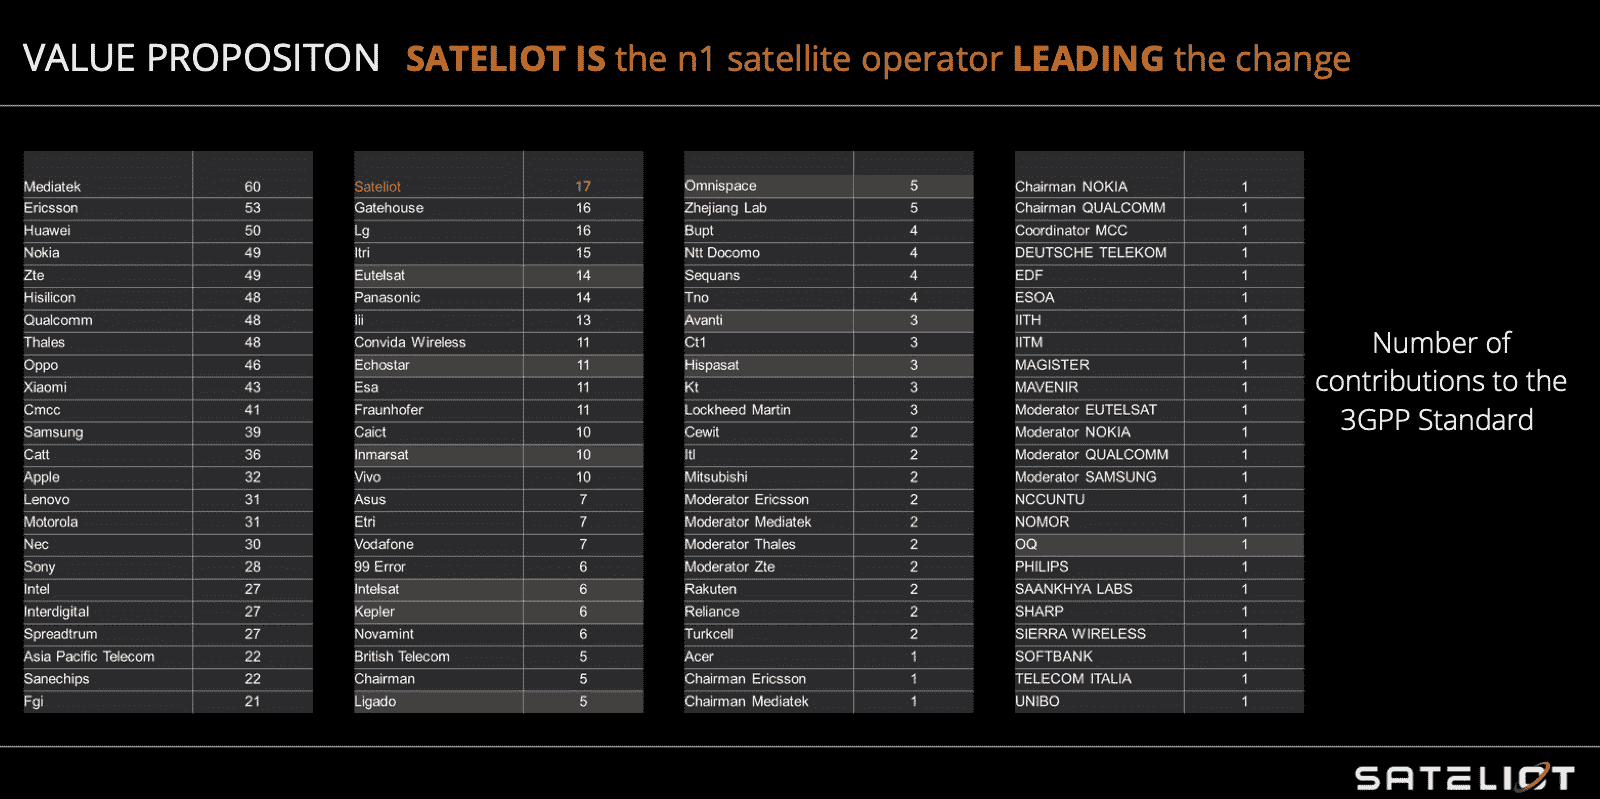 VALUE PROPOSITON SATELIOT IS the n1 satellite operator LEADING the change
Mediatek 60
Ericsson 53
Huawei 50
Nokia 49
Zte 49
Hisilicon 48
Qualcomm 48
Thales 48
Oppo 46
Xiaomi 43
Cmcc 41
Samsung 39
Catt 36
Apple 32
Lenovo 31
Motorola 31
Nec 30
Sony 28
Intel 27
Interdigital 27
Spreadtrum 27
Asia Pacific Telecom 22
Sanechips 22
Fgi 21
Sateliot 17
Gatehouse 16
Lg 16
Itri 15
Eutelsat 14
Panasonic 14
Iii 13
Convida Wireless 11
Echostar 11
Esa 11
Fraunhofer 11
Caict 10
Inmarsat 10
Vivo 10
Asus 7
Etri 7
Vodafone 7
99 Error 6
Intelsat 6
Kepler 6
Novamint 6
British Telecom 5
Chairman 5
Ligado 5
Omnispace 5
Zhejiang Lab 5
Bupt 4
Ntt Docomo 4
Sequans 4
Tno 4
Avanti 3
Ct1 3
Hispasat 3
Kt 3
Lockheed Martin 3
Cewit 2
Itl 2
Mitsubishi 2
Moderator Ericsson 2
Moderator Mediatek 2
Moderator Thales 2
Moderator Zte 2
Rakuten 2
Reliance 2
Turkcell 2
Acer 1
Chairman Ericsson 1
Chairman Mediatek 1
Chairman NOKIA 1
Chairman QUALCOMM 1
Coordinator MCC 1
DEUTSCHE TELEKOM 1
EDF 1
ESOA 1
IITH 1
IITM 1
MAGISTER 1
MAVENIR 1
Moderator EUTELSAT 1
Moderator NOKIA 1
Moderator QUALCOMM 1
Moderator SAMSUNG 1
NCCUNTU 1
NOMOR 1
OQ 1
PHILIPS 1
SAANKHYA LABS 1
SHARP 1
SIERRA WIRELESS 1
SOFTBANK 1
TELECOM ITALIA 1
UNIBO 1
Number of
contributions to the
3GPP Standard
SATELIOT